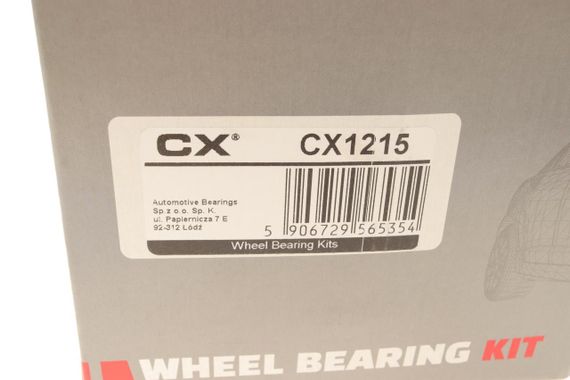 CX® CX1215
Automotive Bearings
Sp.z o.o. Sp. K.
ul. Papiernicza 7 E
92-312 Łódź
5 906729 565354
Wheel Bearing Kits
WHEEL BEARING KIT